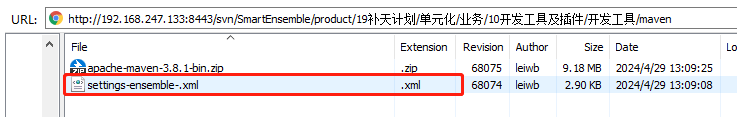 URL: http://192.168.247.133:8443/svn/SmartEnsemble/product/19补天计划/单元化/业务/10开发工具及插件/开发工具/maven
File Extension Revision Author Size Date Lo
apache-maven-3.8.1-bin.zip .zip 68075 leiwb 9.18 MB 2024/4/29 13:09:25
settings-ensemble-.xml .xml 68074 leiwb 2.90 KB 2024/4/29 13:09:08